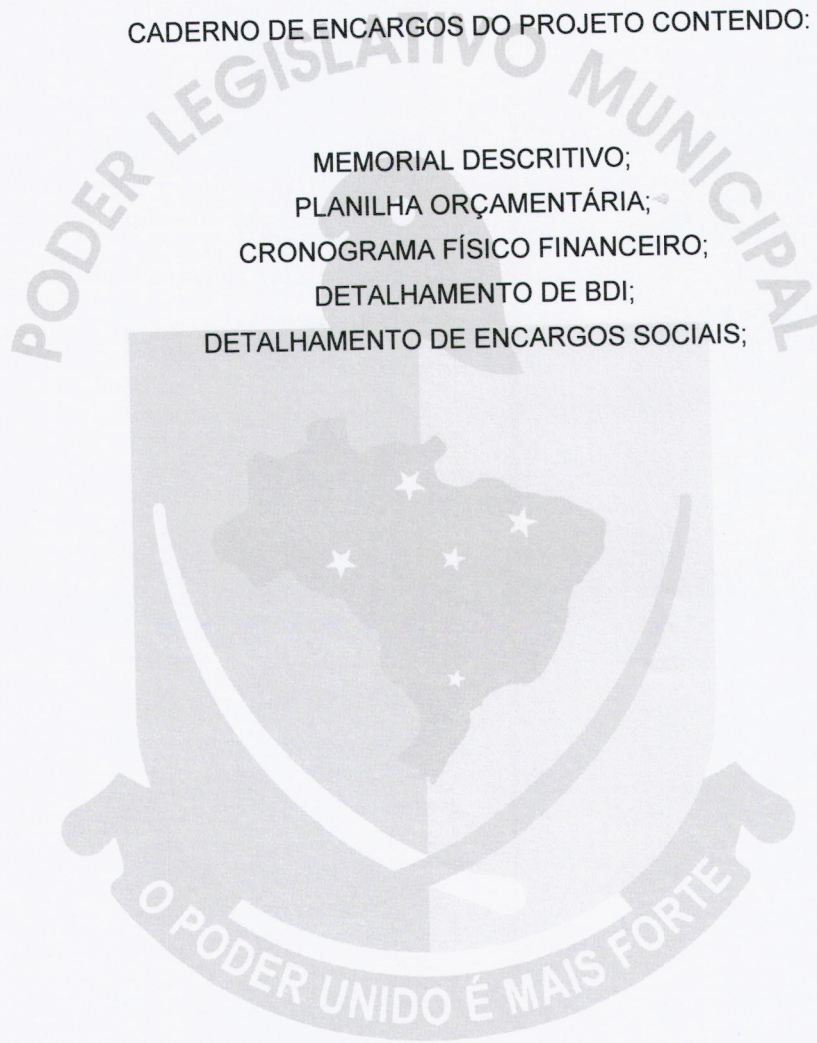 CADERNO DE ENCARGOS DO PROJETO CONTENDO:
PODER LEGISLATIVO MUNICIPAL
MEMORIAL DESCRITIVO;
PLANILHA ORÇAMENTÁRIA;
CRONOGRAMA FÍSICO FINANCEIRO;
DETALHAMENTO DE BDI;
DETALHAMENTO DE ENCARGOS SOCIAIS;
O PODER UNIDO É MAIS FORTE